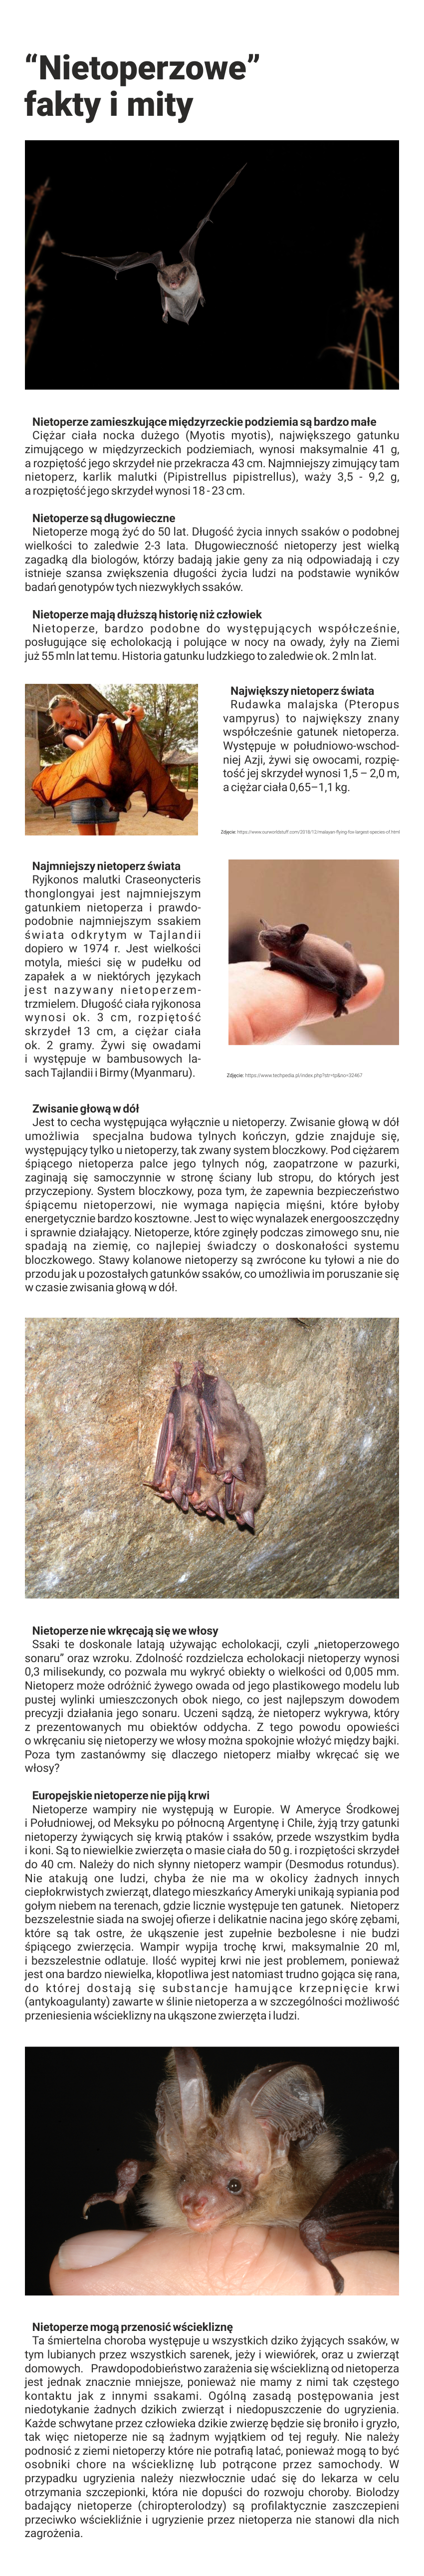 “Nietoperzowe”
fakty i mity
Nietoperze zamieszkujące międzyrzeckie podziemia są bardzo małe
Ciężar ciała nocka dużego (Myotis myotis), największego gatunku
zimującego w międzyrzeckich podziemiach, wynosi maksymalnie 41 g,
a rozpiętość jego skrzydeł nie przekracza 43 cm. Najmniejszy zimujący tam
nietoperz, karlik malutki (Pipistrellus pipistrellus), waży 3,5 - 9,2 g,
a rozpiętość jego skrzydeł wynosi 18 - 23 cm.
Nietoperze są długowieczne
Nietoperze mogą żyć do 50 lat. Długość życia innych ssaków o podobnej
wielkości to zaledwie 2-3 lata. Długowieczność nietoperzy jest wielką
zagadką dla biologów, którzy badają jakie geny za nią odpowiadają i czy
istnieje szansa zwiększenia długości życia ludzi na podstawie wyników
badań genotypów tych niezwykłych ssaków.
Nietoperze mają dłuższą historię niż człowiek
Nietoperze, bardzo podobne do występujących współcześnie,
posługujące się echolokacją i polujące w nocy na owady, żyły na Ziemi
już 55 mln lat temu. Historia gatunku ludzkiego to zaledwie ok. 2 mln lat.
Największy nietoperz świata
Rudawka malajska (Pteropus
vampyrus) to największy znany
współcześnie gatunek nietoperza.
Występuje w południowo-wschod-
niej Azji, żywi się owocami, rozpię-
tość jej skrzydeł wynosi 1,5 – 2,0 m,
a ciężar ciała 0,65–1,1 kg.
Zdjęcie: https://www.ourworldstuff.com/2018/12/malayan-flying-fox-largest-species-of.html
Najmniejszy nietoperz świata
Ryjkonos malutki Craseonycteris
thonglongyai jest najmniejszym
gatunkiem nietoperza i prawdo-
podobnie najmniejszym ssakiem
świata odkrytym w Tajlandii
dopiero w 1974 r. Jest wielkości
motyla, mieści się w pudełku od
zapałek a w niektórych językach
jest nazywany nietoperzem-
trzmielem. Długość ciała ryjkonosa
wynosi ok. 3 cm, rozpiętość
skrzydeł 13 cm, a ciężar ciała
ok. 2 gramy. Żywi się owadami
i występuje w bambusowych la-
sach Tajlandii i Birmy (Myanmaru).
Zdjęcie: https://www.techpedia.pl/index.php?str=tp&no=32467
Zwisanie głową w dół
Jest to cecha występująca wyłącznie u nietoperzy. Zwisanie głową w dół
umożliwia specjalna budowa tylnych kończyn, gdzie znajduje się,
występujący tylko u nietoperzy, tak zwany system bloczkowy. Pod ciężarem
śpiącego nietoperza palce jego tylnych nóg, zaopatrzone w pazurki,
zaginają się samoczynnie w stronę ściany lub stropu, do których jest
przyczepiony. System bloczkowy, poza tym, że zapewnia bezpieczeństwo
śpiącemu nietoperzowi, nie wymaga napięcia mięśni, które byłoby
energetycznie bardzo kosztowne. Jest to więc wynalazek energooszczędny
i sprawnie działający. Nietoperze, które zginęły podczas zimowego snu, nie
spadają na ziemię, co najlepiej świadczy o doskonałości systemu
bloczkowego. Stawy kolanowe nietoperzy są zwrócone ku tyłowi a nie do
przodu jak u pozostałych gatunków ssaków, co umożliwia im poruszanie się
w czasie zwisania głową w dół.
Nietoperze nie wkręcają się we włosy
Ssaki te doskonale latają używając echolokacji, czyli „nietoperzowego
sonaru” oraz wzroku. Zdolność rozdzielcza echolokacji nietoperzy wynosi
0,3 milisekundy, co pozwala mu wykryć obiekty o wielkości od 0,005 mm.
Nietoperz może odróżnić żywego owada od jego plastikowego modelu lub
pustej wylinki umieszczonych obok niego, co jest najlepszym dowodem
precyzji działania jego sonaru. Uczeni sądzą, że nietoperz wykrywa, który
z prezentowanych mu obiektów oddycha. Z tego powodu opowieści
o wkręcaniu się nietoperzy we włosy można spokojnie włożyć między bajki.
Poza tym zastanówmy się dlaczego nietoperz miałby wkręcać się we
włosy?
Europejskie nietoperze nie piją krwi
Nietoperze wampiry nie występują w Europie. W Ameryce Środkowej
i Południowej, od Meksyku po północną Argentynę i Chile, żyją trzy gatunki
nietoperzy żywiących się krwią ptaków i ssaków, przede wszystkim bydła
i koni. Są to niewielkie zwierzęta o masie ciała do 50 g. i rozpiętości skrzydeł
do 40 cm. Należy do nich słynny nietoperz wampir (Desmodus rotundus).
Nie atakują one ludzi, chyba że nie ma w okolicy żadnych innych
ciepłokrwistych zwierząt, dlatego mieszkańcy Ameryki unikają sypiania pod
gołym niebem na terenach, gdzie licznie występuje ten gatunek. Nietoperz
bezszelestnie siada na swojej ofierze i delikatnie nacina jego skórę zębami,
które są tak ostre, że ukąszenie jest zupełnie bezbolesne i nie budzi
śpiącego zwierzęcia. Wampir wypija trochę krwi, maksymalnie 20 ml,
i bezszelestnie odlatuje. Ilość wypitej krwi nie jest problemem, ponieważ
jest ona bardzo niewielka, kłopotliwa jest natomiast trudno gojąca się rana,
do której dostają się substancje hamujące krzepnięcie krwi
(antykoagulanty) zawarte w ślinie nietoperza a w szczególności możliwość
przeniesienia wścieklizny na ukąszone zwierzęta i ludzi.
Nietoperze mogą przenosić wściekliznę
Ta śmiertelna choroba występuje u wszystkich dziko żyjących ssaków, w
tym lubianych przez wszystkich sarenek, jeży i wiewiórek, oraz u zwierząt
domowych. Prawdopodobieństwo zarażenia się wścieklizną od nietoperza
jest jednak znacznie mniejsze, ponieważ nie mamy z nimi tak częstego
kontaktu jak z innymi ssakami. Ogólną zasadą postępowania jest
niedotykanie żadnych dzikich zwierząt i niedopuszczenie do ugryzienia.
Każde schwytane przez człowieka dzikie zwierzę będzie się broniło i gryzło,
tak więc nietoperze nie są żadnym wyjątkiem od tej reguły. Nie należy
podnosić z ziemi nietoperzy które nie potrafią latać, ponieważ mogą to być
osobniki chore na wściekliznę lub potrącone przez samochody. W
przypadku ugryzienia należy niezwłocznie udać się do lekarza w celu
otrzymania szczepionki, która nie dopuści do rozwoju choroby. Biolodzy
badający nietoperze (chiropterolodzy) są profilaktycznie zaszczepieni
przeciwko wściekliźnie i ugryzienie przez nietoperza nie stanowi dla nich
zagrożenia.